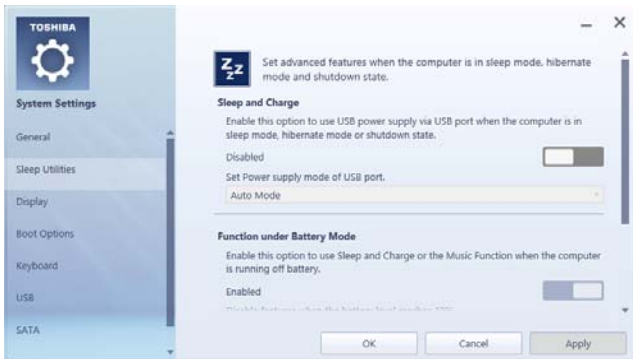 TOSHIBA
System Settings
General
Sleep Utilities
Display
Boot Options
Keyboard
USB
SATA
Set advanced features when the computer is in sleep mode, hibernate
mode and shutdown state.
Sleep and Charge
Enable this option to use USB power supply via USB port when the computer is in
sleep mode, hibernate mode or shutdown state.
Disabled
Set Power supply mode of USB port.
Auto Mode
Function under Battery Mode
Enable this option to use Sleep and Charge or the Music Function when the computer
is running off battery.
Enabled
OK
Cancel
Apply